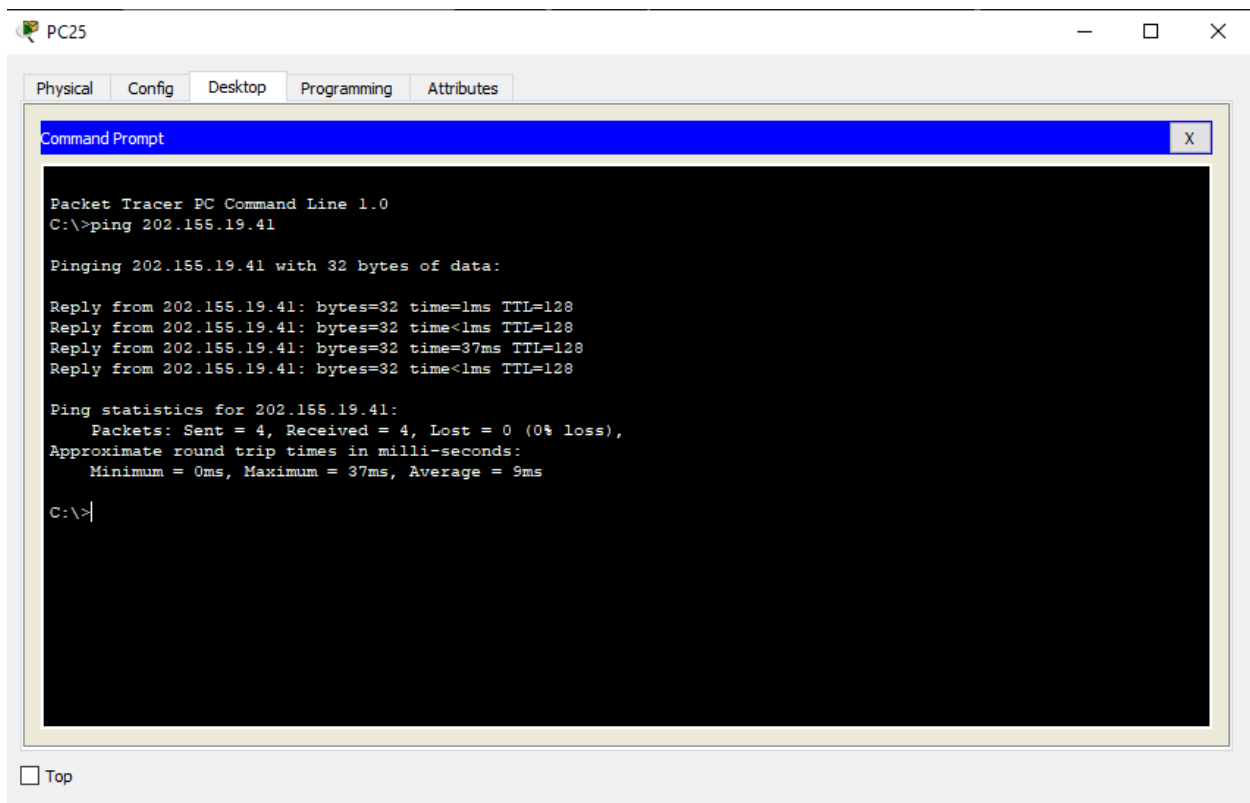 PC25
Physical Config Desktop Programming Attributes
Command Prompt X
Packet Tracer PC Command Line 1.0
C:\>ping 202.155.19.41
Pinging 202.155.19.41 with 32 bytes of data:
Reply from 202.155.19.41: bytes=32 time=1ms TTL=128
Reply from 202.155.19.41: bytes=32 time<1ms TTL=128
Reply from 202.155.19.41: bytes=32 time=37ms TTL=128
Reply from 202.155.19.41: bytes=32 time<1ms TTL=128
Ping statistics for 202.155.19.41:
Packets: Sent = 4, Received = 4, Lost = 0 (0% loss),
Approximate round trip times in milli-seconds:
Minimum = 0ms, Maximum = 37ms, Average = 9ms
C:\>
Top